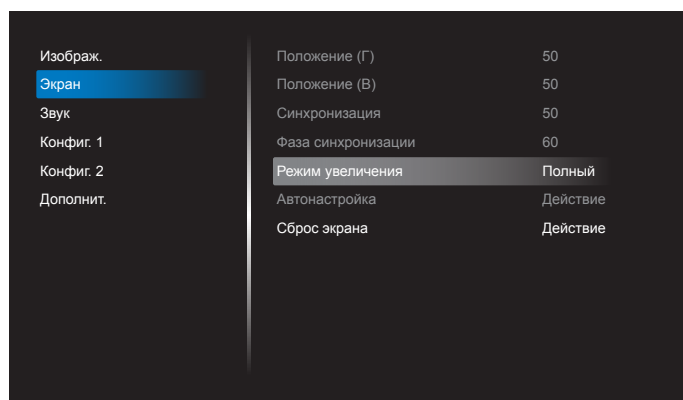 Изображ.
Экран
Звук
Конфиг. 1
Конфиг. 2
Дополнит.
Положение (Г) 50
Положение (В) 50
Синхронизация 50
Фаза синхронизации 60
Режим увеличения Полный
Автонастройка Действие
Сброс экрана Действие